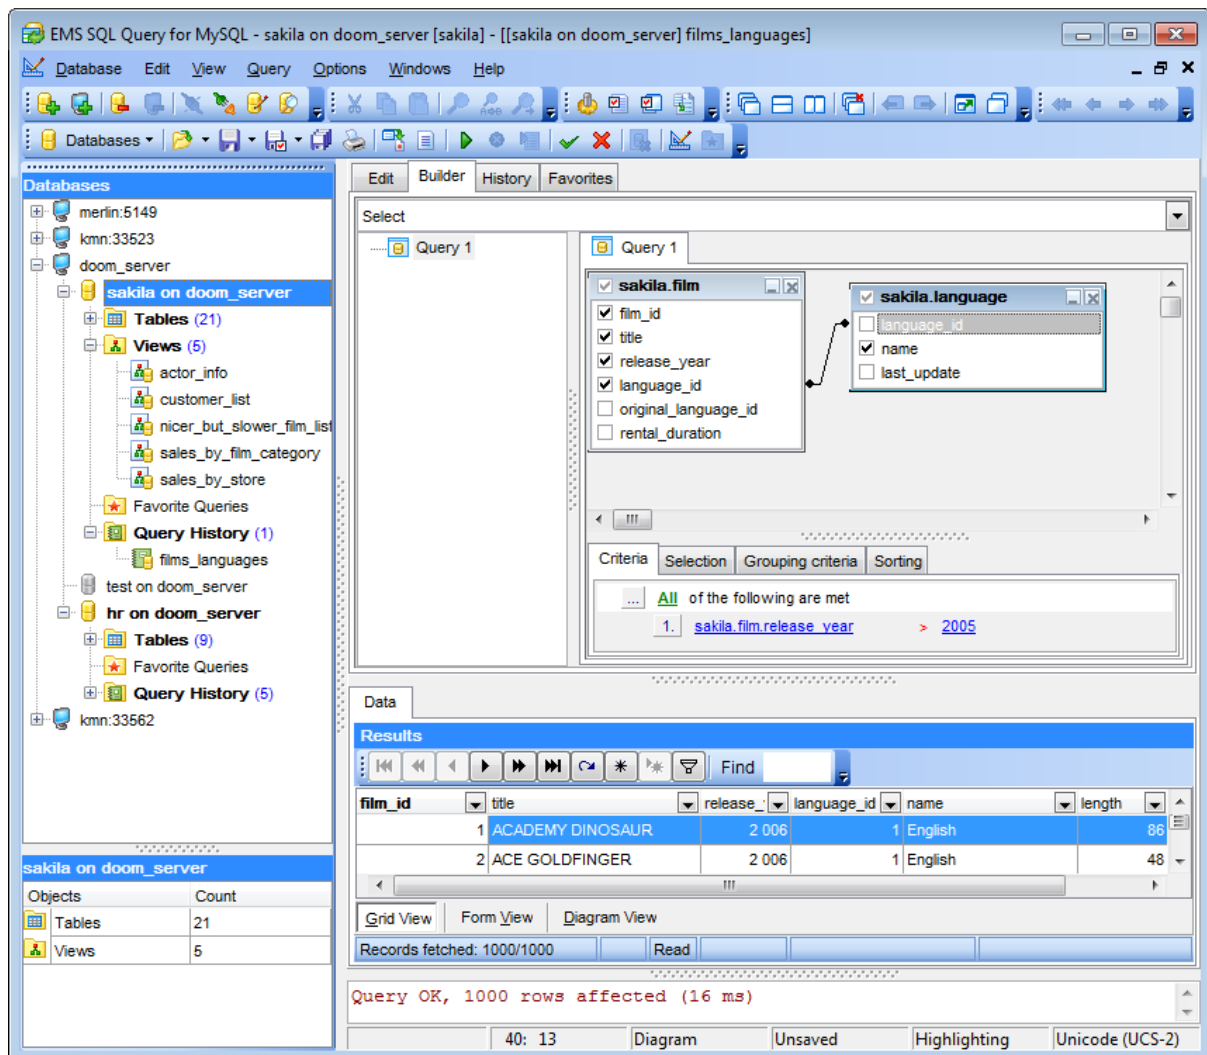 EMS SQL Query for MySQL - sakila on doom_server [sakila] - [[sakila on doom_server] films_languages]
Database Edit View Query Options Windows Help
Databases
Databases
merlin:5149
kmn:33523
doom_server
sakila on doom_server
Tables (21)
Views (5)
actor_info
customer_list
nicer_but_slower_film_list
sales_by_film_category
sales_by_store
Favorite Queries
Query History (1)
films_languages
test on doom_server
hr on doom_server
Tables (9)
Favorite Queries
Query History (5)
kmn:33562
sakila on doom_server
Objects Count
Tables 21
Views 5
Edit Builder History Favorites
Select
Query 1
Query 1
sakila.film
film_id
title
release_year
language_id
original_language_id
rental_duration
sakila.language
language_id
name
last_update
Criteria Selection Grouping criteria Sorting
... All of the following are met
1. sakila.film.release_year > 2005
Data
Results
Find
film_id title release_ language_id name length
1 ACADEMY DINOSAUR 2 006 1 English 86
2 ACE GOLDFINGER 2 006 1 English 48
Grid View Form View Diagram View
Records fetched: 1000/1000 Read
Query OK, 1000 rows affected (16 ms)
40: 13 Diagram Unsaved Highlighting Unicode (UCS-2)